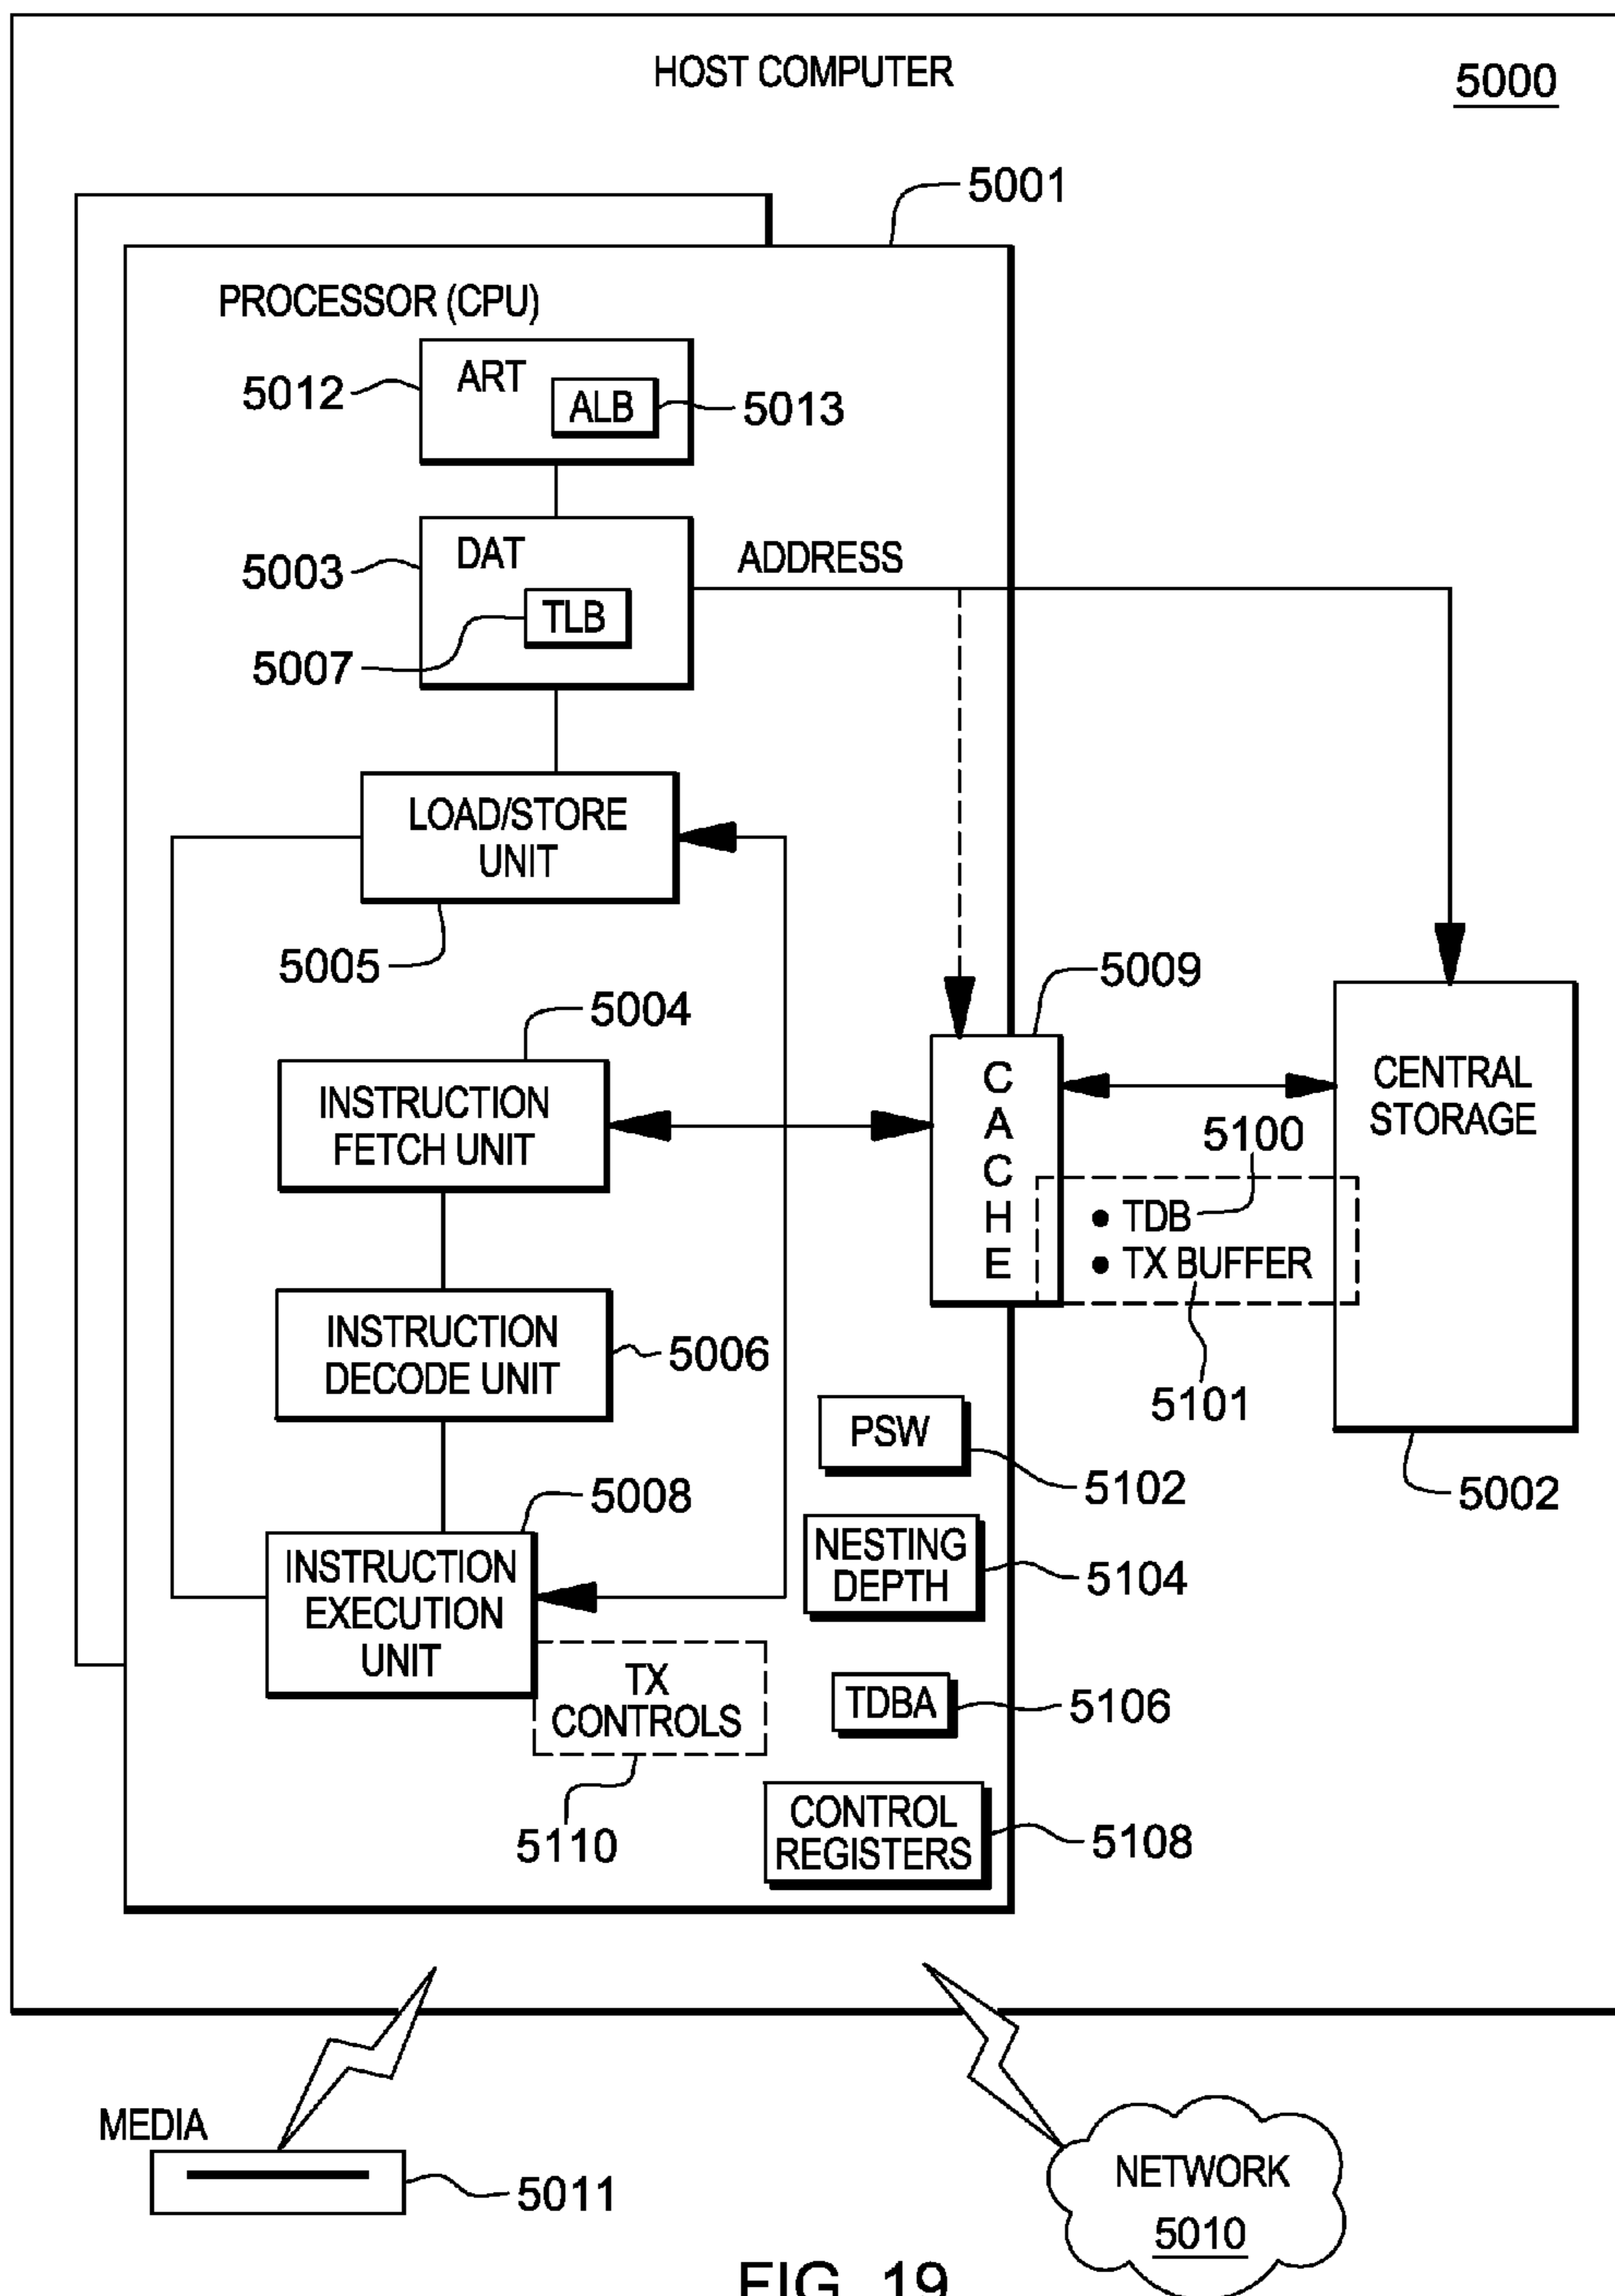 HOST COMPUTER
5000
5001
PROCESSOR (CPU)
ART
5012
ALB
5013
DAT
ADDRESS
5003
TLB
5007
LOAD/STORE
UNIT
5005
5009
5004
CACHE
INSTRUCTION
FETCH UNIT
CENTRAL
STORAGE
5100
• TDB
• TX BUFFER
INSTRUCTION
DECODE UNIT
5006
5101
PSW
5102
5002
5008
NESTING
DEPTH
5104
INSTRUCTION
EXECUTION
UNIT
TX
CONTROLS
TDBA
5106
5110
CONTROL
REGISTERS
5108
MEDIA
5011
NETWORK
5010
FIG. 19